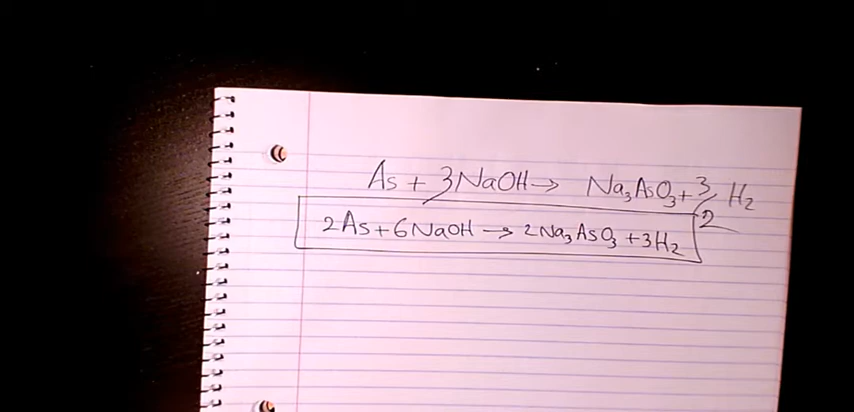 As + 3NaOH → Na₃AsO₃ + 3/2 H₂
2As + 6NaOH → 2Na₃AsO₃ + 3H₂